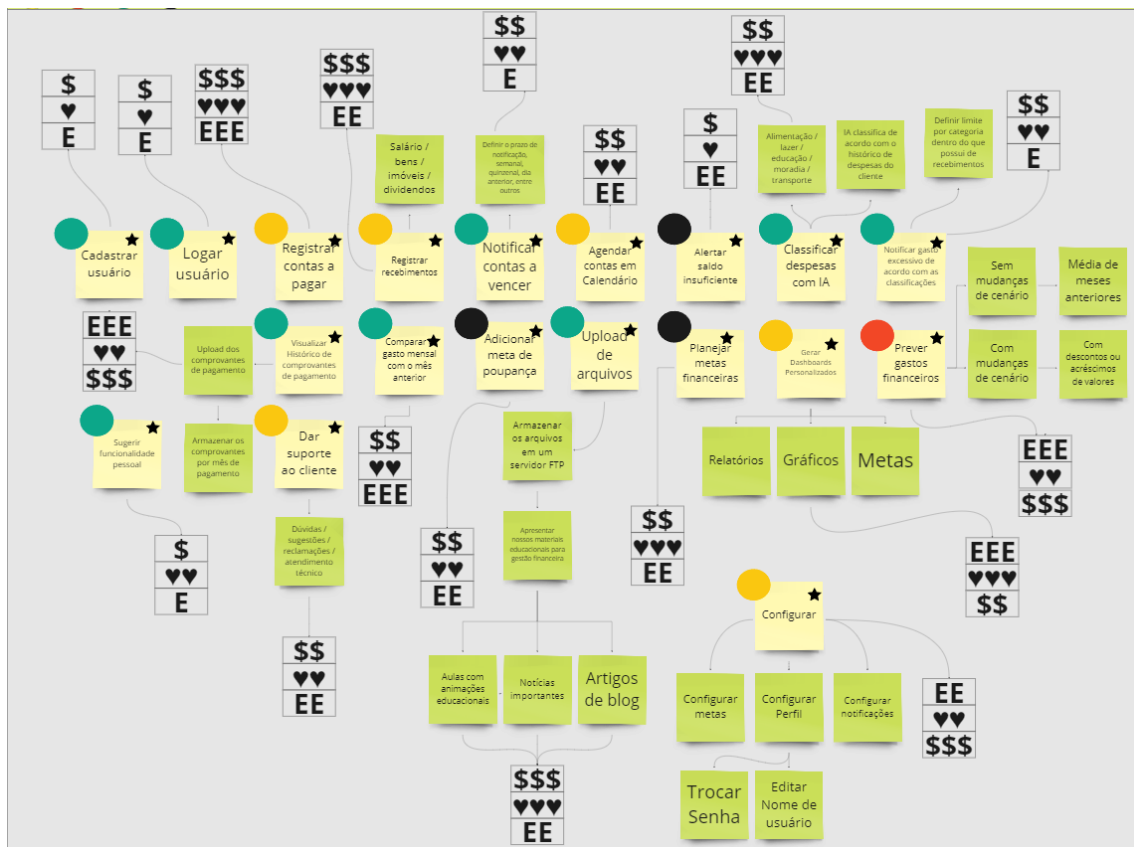 $$
♥♥
E
$$
♥♥♥
EE
$$$
♥♥♥
EE
$
♥
E
$
♥
E
$$$
♥♥♥
EEE
$$
♥♥
EE
$
♥
EE
$$
♥♥
E
Salário /
bens /
imóveis /
dividendos
Definir o prazo de
notificação,
semanal,
quinzenal, dia
anterior, entre
outros
Alimentação /
lazer /
educação /
moradia /
transporte
IA classifica de
acordo com o
histórico de
despesas do
cliente
Definir limite
por categoria
dentro do que
possui de
recebimentos
Cadastrar
usuário
Logar
usuário
Registrar
contas a
pagar
Registrar
recebimentos
Notificar
contas a
vencer
Agendar
contas em
Calendário
Alertar
saldo
insuficiente
Classificar
despesas
com IA
Notificar gasto
excessivo de
acordo com as
classificações
Sem
mudanças
de cenário
Média de
meses
anteriores
EEE
♥♥
$$$
Upload dos
comprovantes
de pagamento
Visualizar
Histórico de
comprovantes
de pagamento
Comparar
gasto mensal
com o mês
anterior
Adicionar
meta de
poupança
Upload
de
arquivos
Planejar
metas
financeiras
Gerar
Dashboards
Personalizados
Prever
gastos
financeiros
Com
mudanças
de cenário
Com
descontos ou
acréscimos
de valores
Sugerir
funcionalidade
pessoal
Armazenar os
comprovantes
por mês de
pagamento
Dar
suporte
ao cliente
$$
♥♥
EEE
Armazenar
os arquivos
em um
servidor FTP
Relatórios
Gráficos
Metas
EEE
♥♥
$$$
$
♥♥
E
Dúvidas /
sugestões /
reclamações /
atendimento
técnico
$$
♥♥
EE
Apresentar
nossos materiais
educacionais para
gestão financeira
$$
♥♥♥
EE
EEE
♥♥♥
$$
Configurar
$$
♥♥
EE
Aulas com
animações
educacionais
Notícias
importantes
Artigos
de blog
Configurar
metas
Configurar
Perfil
Configurar
notificações
EE
♥♥
$$$
$$$
♥♥♥
EE
Trocar
Senha
Editar
Nome de
usuário